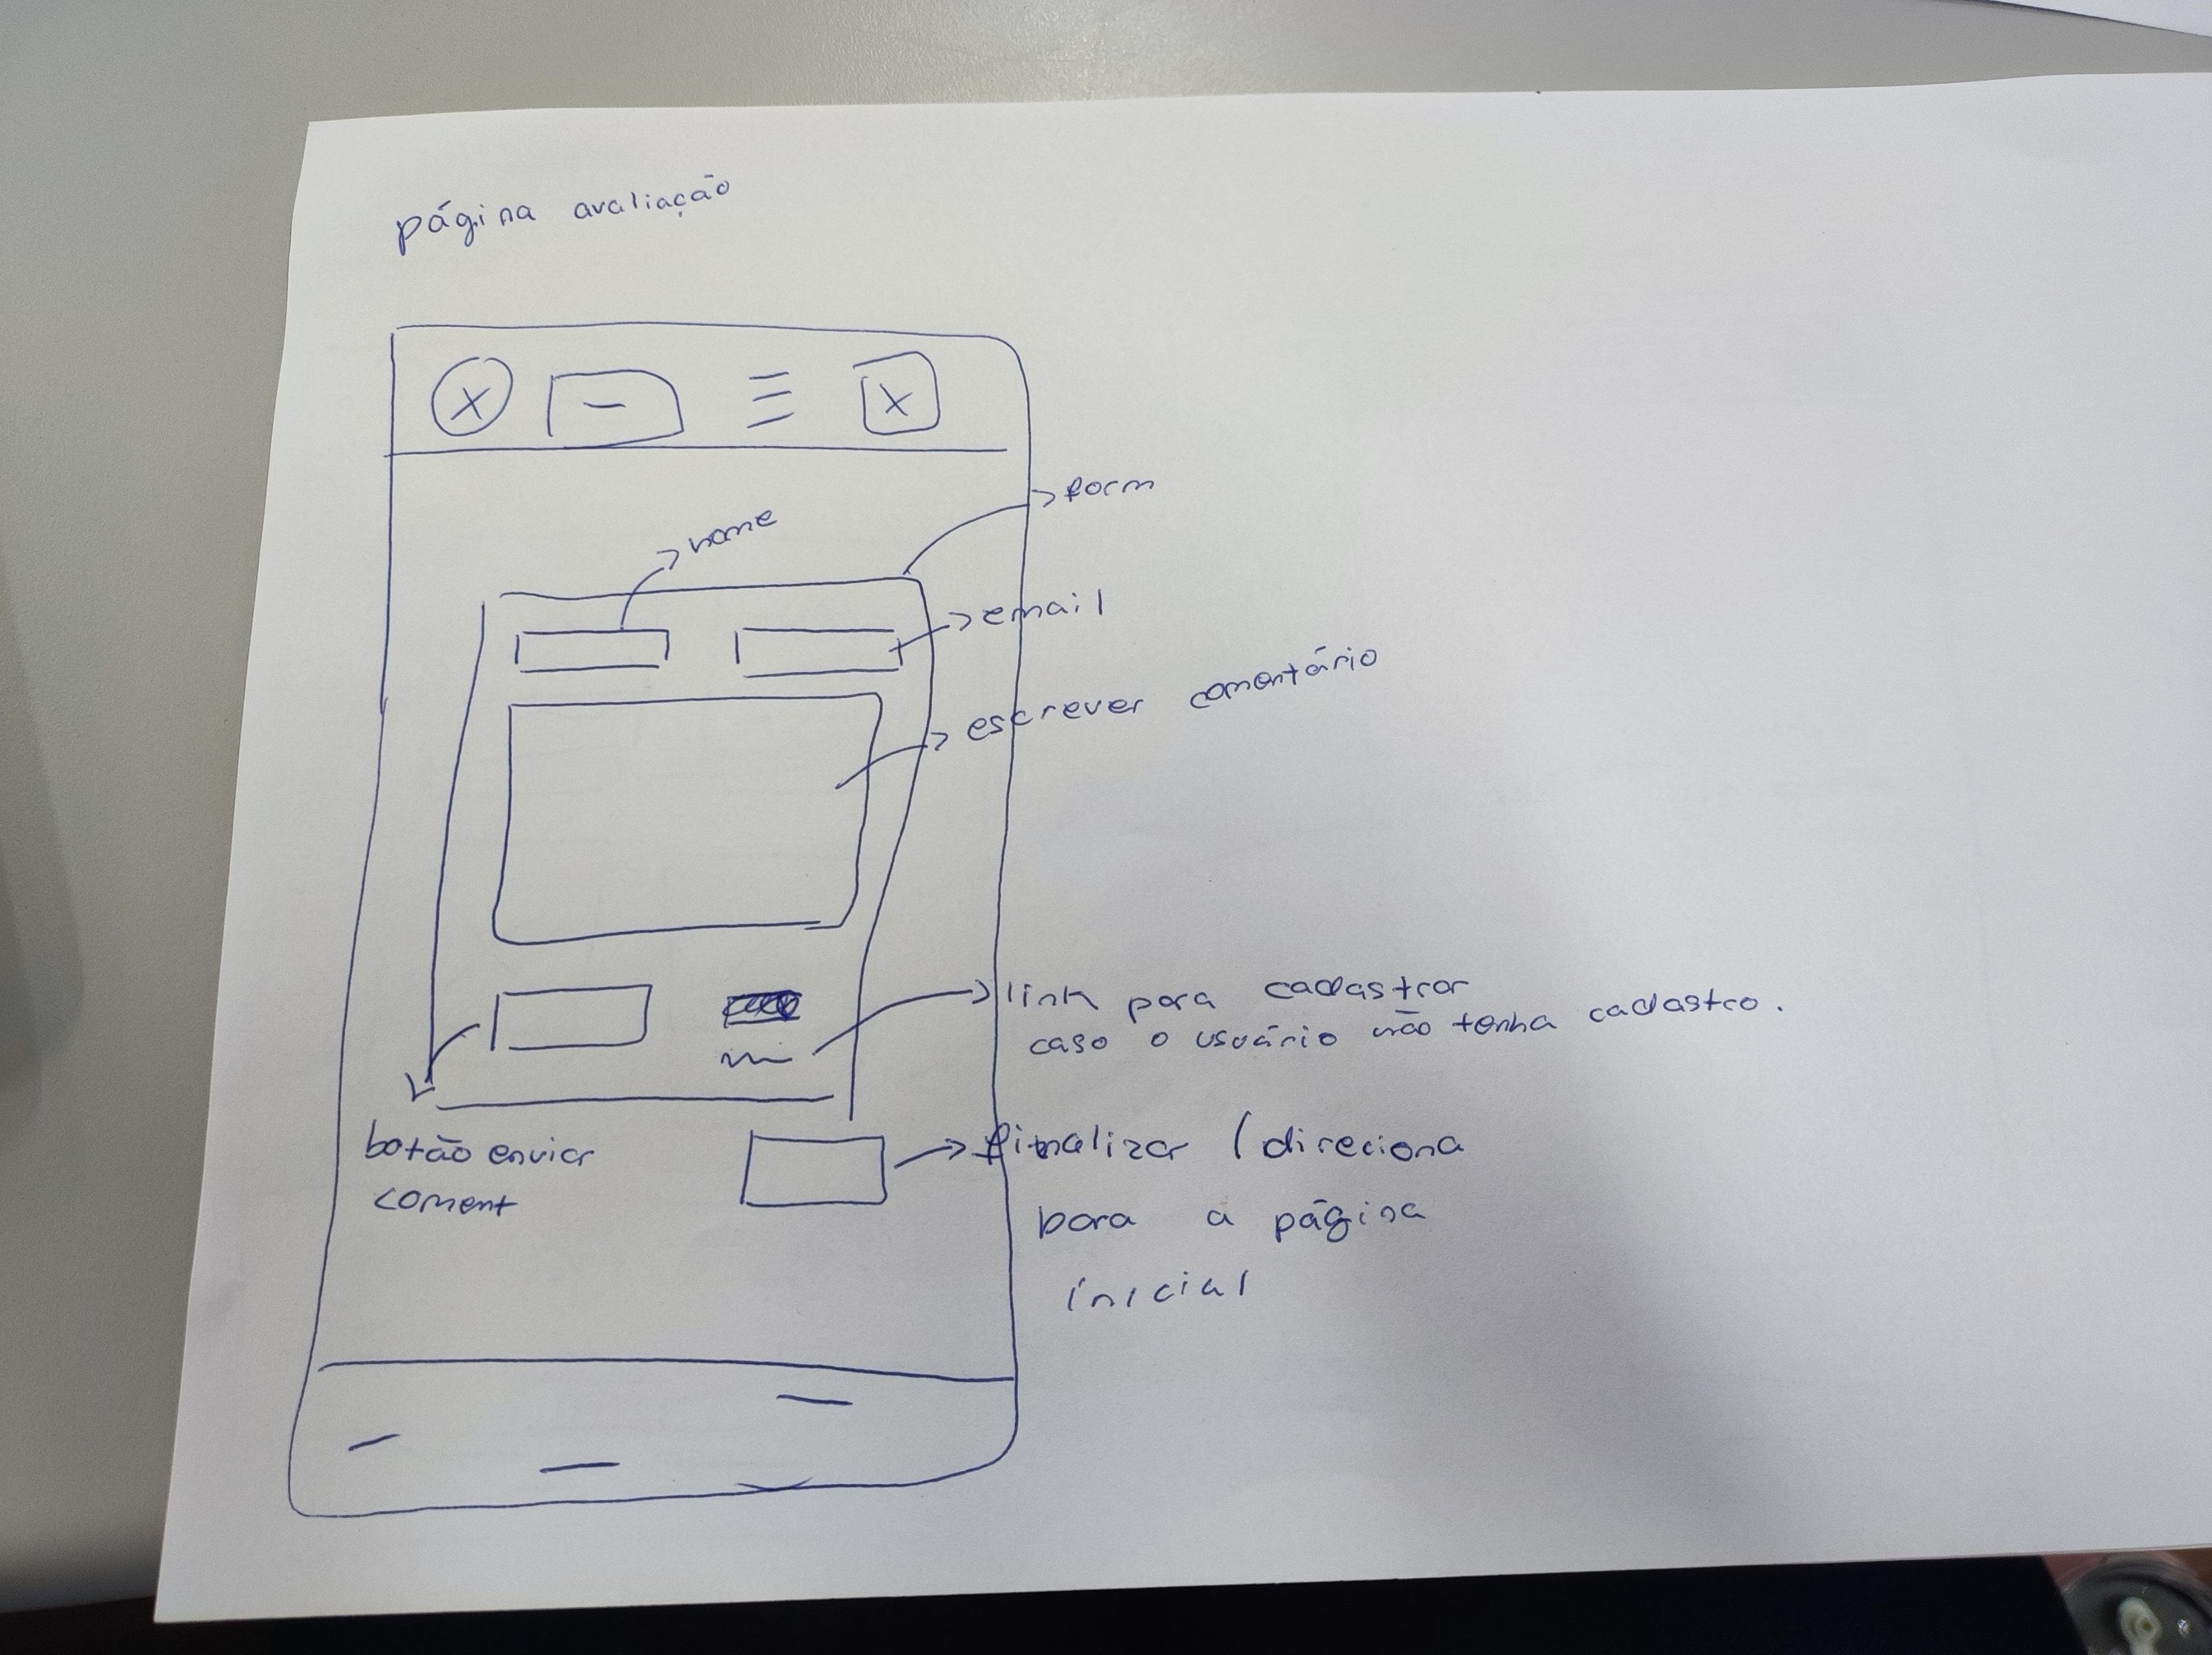 página avaliação
form
nome
email
escrever comentário
link para cadastrar
caso o usuário não tenha cadastro.
botão enviar
coment
finalizar (direciona
para a página
inicial